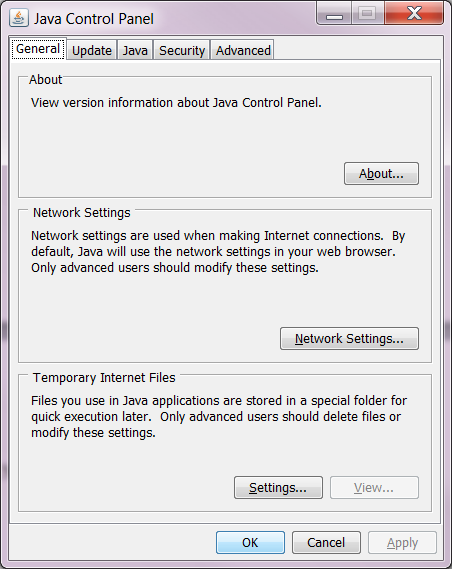 Java Control Panel
General Update Java Security Advanced
About
View version information about Java Control Panel.
About...
Network Settings
Network settings are used when making Internet connections.  By
default, Java will use the network settings in your web browser.
Only advanced users should modify these settings.
Network Settings...
Temporary Internet Files
Files you use in Java applications are stored in a special folder for
quick execution later.  Only advanced users should delete files or
modify these settings.
Settings... View...
OK Cancel Apply